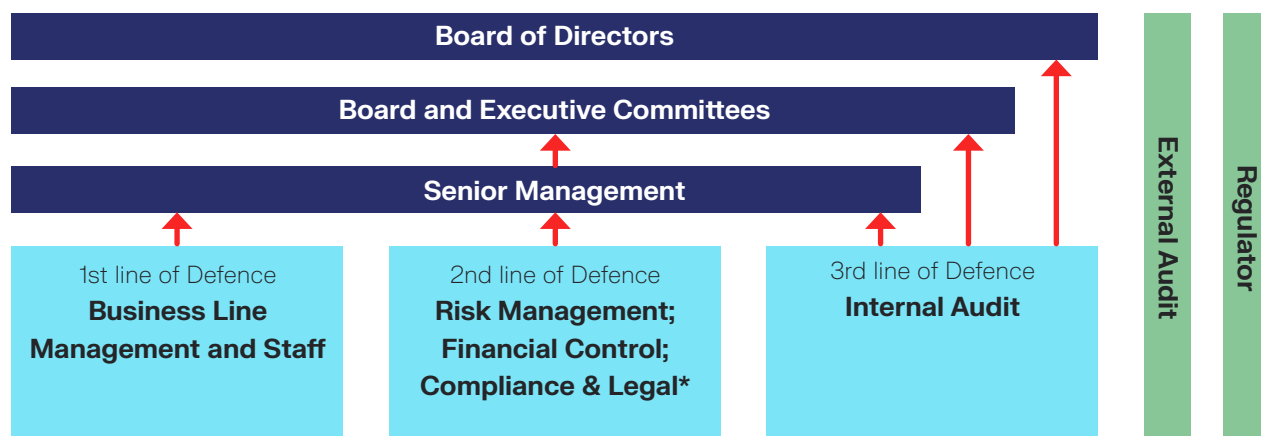 Board of Directors
Board and Executive Committees
Senior Management
1st line of Defence
Business Line
Management and Staff
2nd line of Defence
Risk Management;
Financial Control;
Compliance & Legal*
3rd line of Defence
Internal Audit
External Audit
Regulator